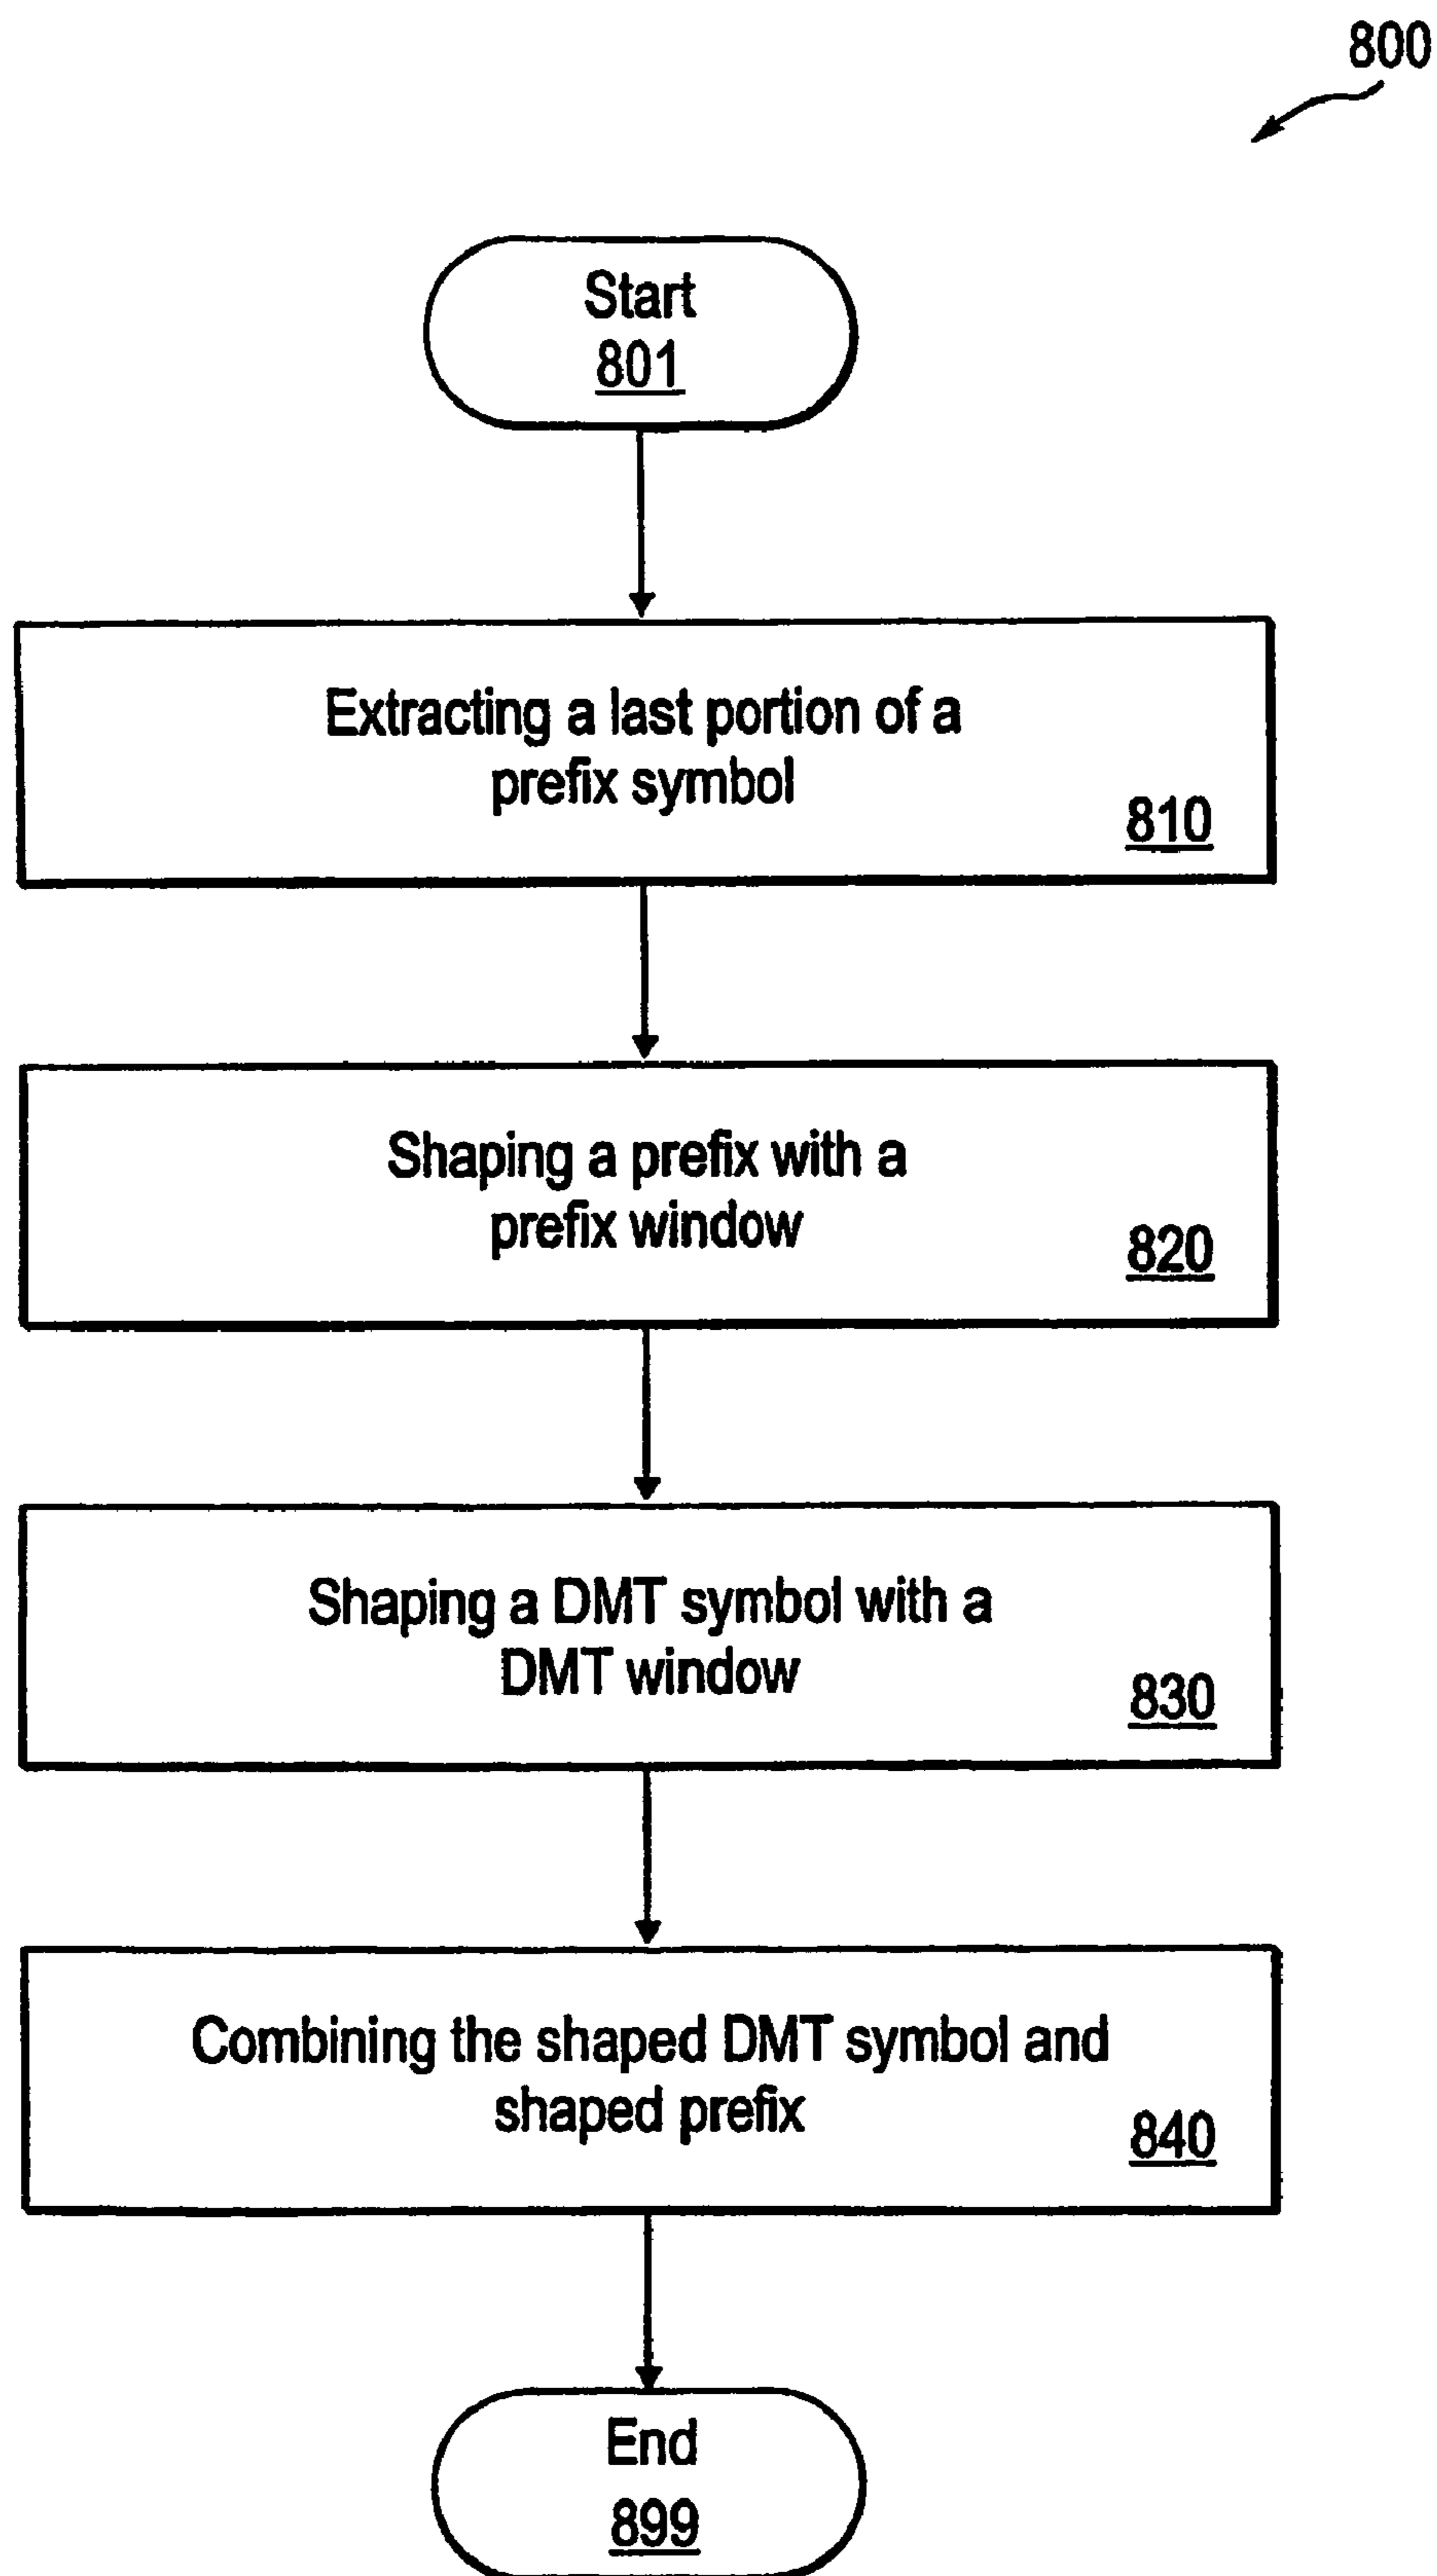 800
Start
801
Extracting a last portion of a
prefix symbol
810
Shaping a prefix with a
prefix window
820
Shaping a DMT symbol with a
DMT window
830
Combining the shaped DMT symbol and
shaped prefix
840
End
899